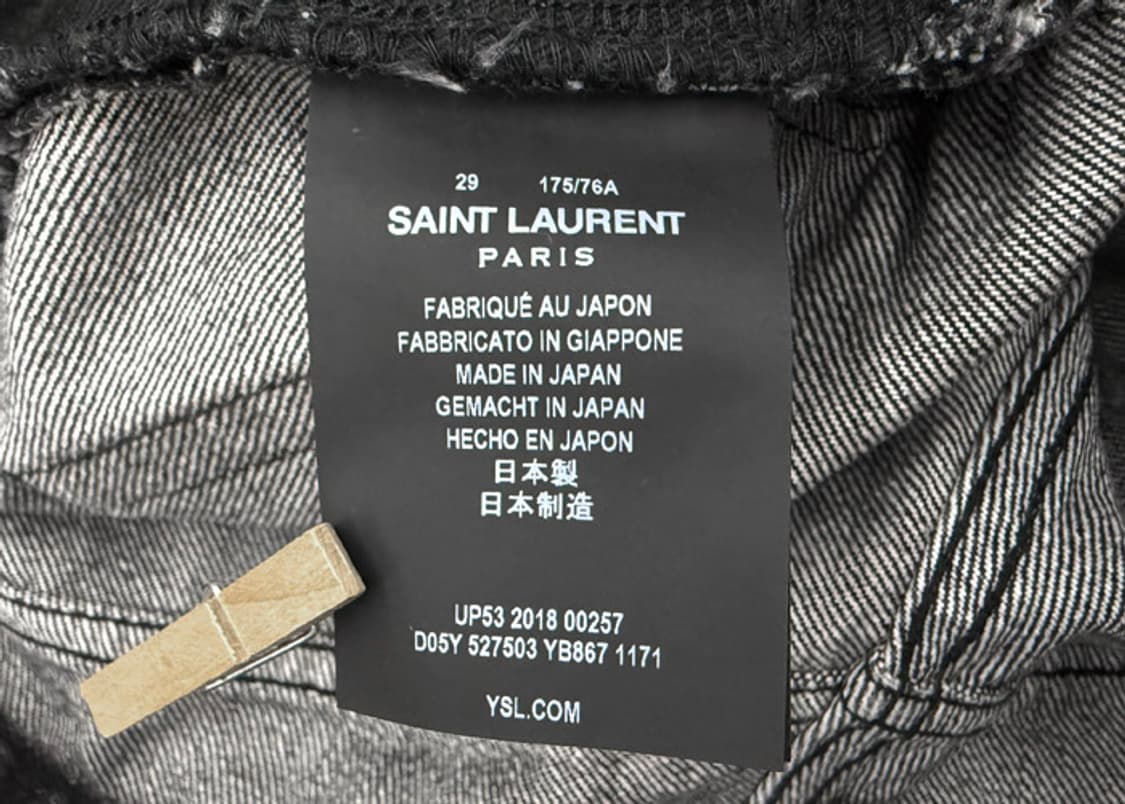 29 175/76A
SAINT LAURENT
PARIS
FABRIQUÉ AU JAPON
FABBRICATO IN GIAPPONE
MADE IN JAPAN
GEMACHT IN JAPAN
HECHO EN JAPON
日本製
日本制造
UP53 2018 00257
D05Y 527503 YB867 1171
YSL.COM